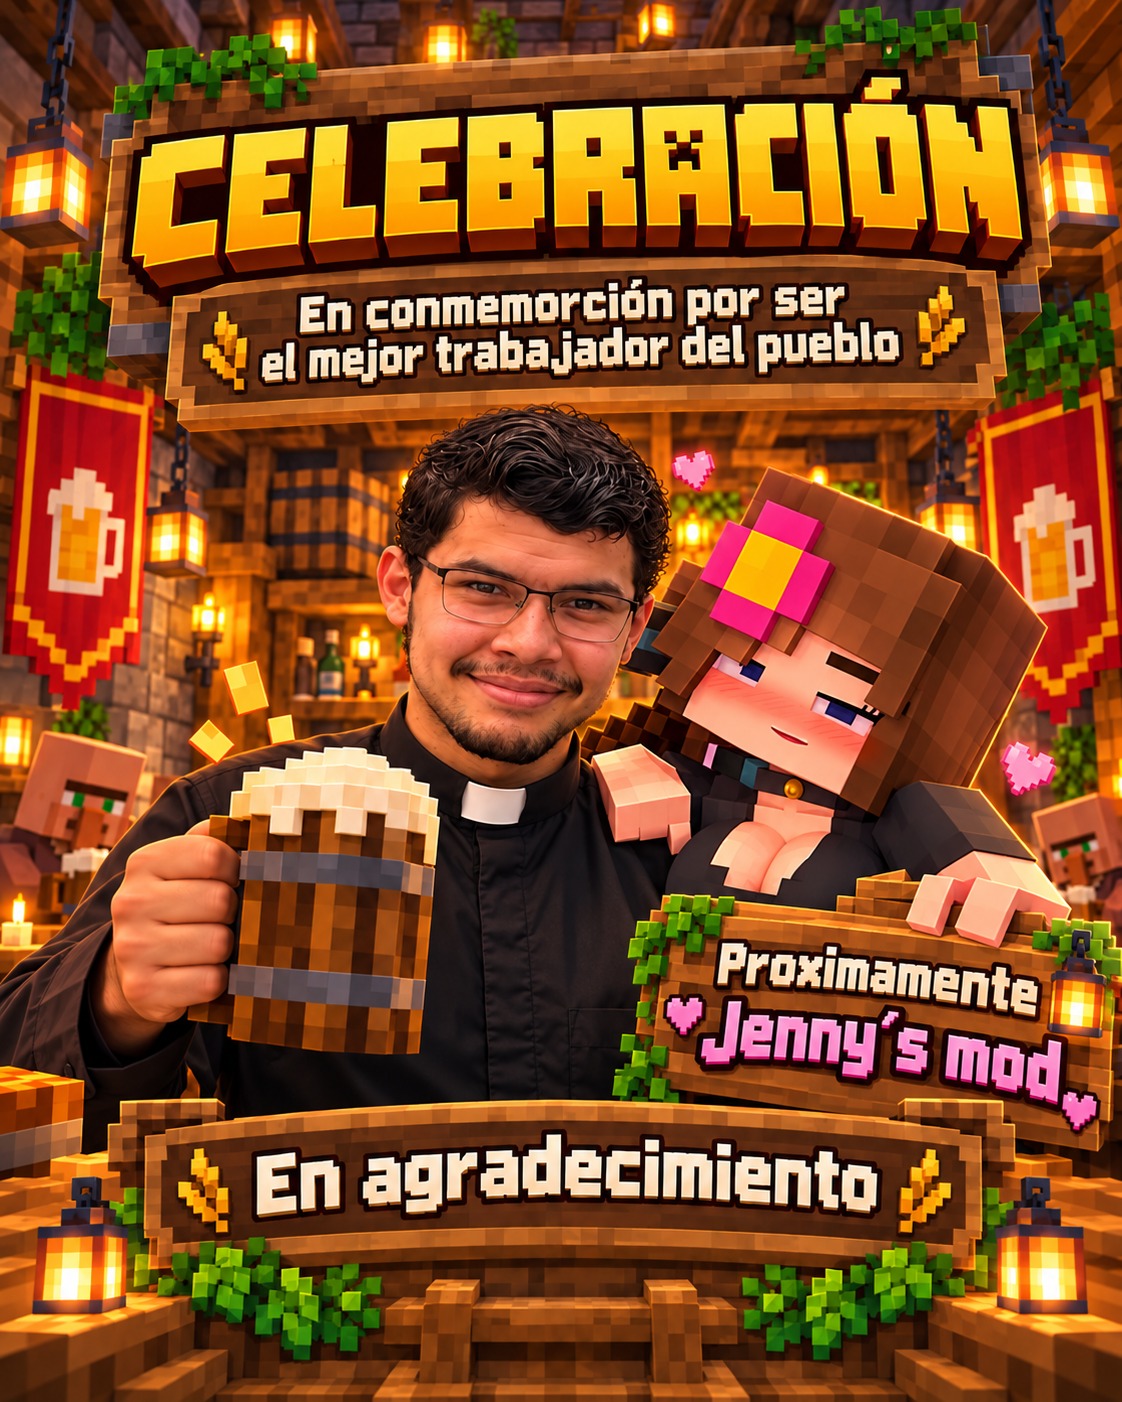 CELEBRACIÓN
En conmemorción por ser
el mejor trabajador del pueblo
Proximamente
Jenny's mod
En agradecimiento